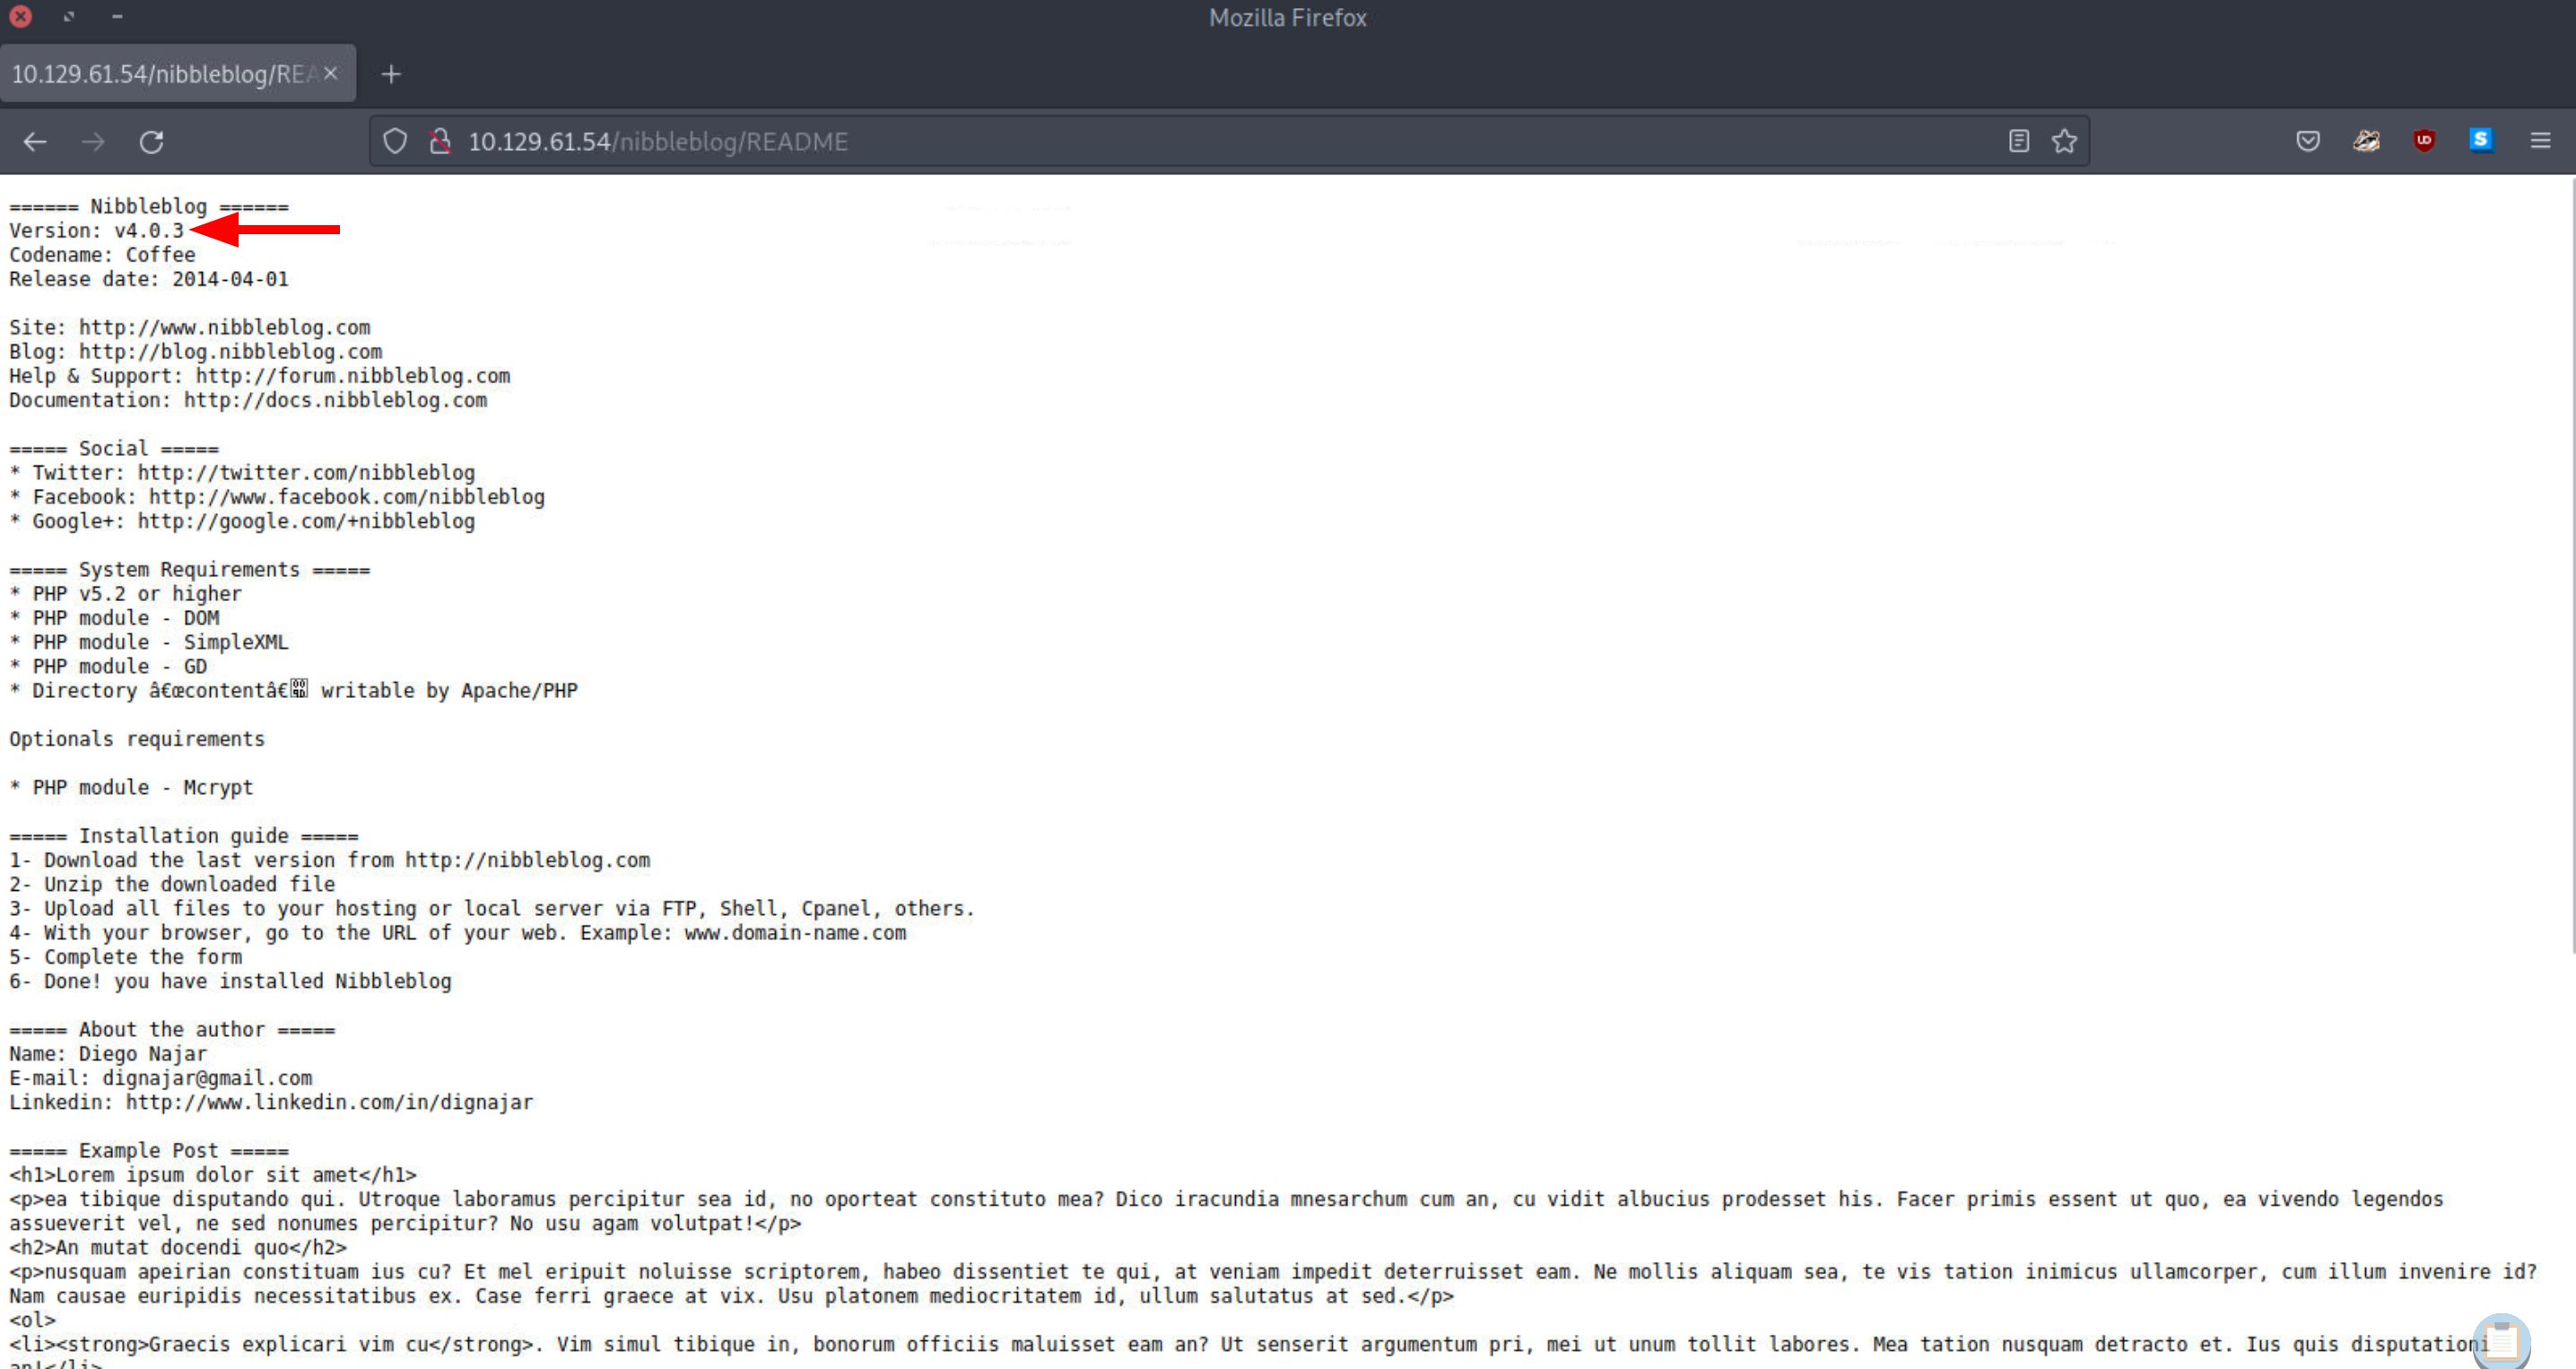 Mozilla Firefox
10.129.61.54/nibbleblog/REA
10.129.61.54/nibbleblog/README
====== Nibbleblog ======
Version: v4.0.3
Codename: Coffee
Release date: 2014-04-01
Site: http://www.nibbleblog.com
Blog: http://blog.nibbleblog.com
Help & Support: http://forum.nibbleblog.com
Documentation: http://docs.nibbleblog.com
===== Social =====
* Twitter: http://twitter.com/nibbleblog
* Facebook: http://www.facebook.com/nibbleblog
* Google+: http://google.com/+nibbleblog
===== System Requirements =====
* PHP v5.2 or higher
* PHP module - DOM
* PHP module - SimpleXML
* PHP module - GD
* Directory â€œcontentâ€ writable by Apache/PHP
Optionals requirements
* PHP module - Mcrypt
===== Installation guide =====
1- Download the last version from http://nibbleblog.com
2- Unzip the downloaded file
3- Upload all files to your hosting or local server via FTP, Shell, Cpanel, others.
4- With your browser, go to the URL of your web. Example: www.domain-name.com
5- Complete the form
6- Done! you have installed Nibbleblog
===== About the author =====
Name: Diego Najar
E-mail: dignajar@gmail.com
Linkedin: http://www.linkedin.com/in/dignajar
===== Example Post =====
<h1>Lorem ipsum dolor sit amet</h1>
<p>ea tibique disputando qui. Utroque laboramus percipitur sea id, no oporteat constituto mea? Dico iracundia mnesarchum cum an, cu vidit albucius prodesset his. Facer primis essent ut quo, ea vivendo legendos
assueverit vel, ne sed nonumes percipitur? No usu agam volutpat!</p>
<h2>An mutat docendi quo</h2>
<p>nusquam apeirian constituam ius cu? Et mel eripuit noluisse scriptorem, habeo dissentiet te qui, at veniam impedit deterruisset eam. Ne mollis aliquam sea, te vis tation inimicus ullamcorper, cum illum invenire id?
Nam causae euripidis necessitatibus ex. Case ferri graece at vix. Usu platonem mediocritatem id, ullum salutatus at sed.</p>
<ol>
<li><strong>Graecis explicari vim cu</strong>. Vim simul tibique in, bonorum officiis maluisset eam an? Ut senserit argumentum pri, mei ut unum tollit labores. Mea tation nusquam detracto et. Ius quis disputationi
an!</li>